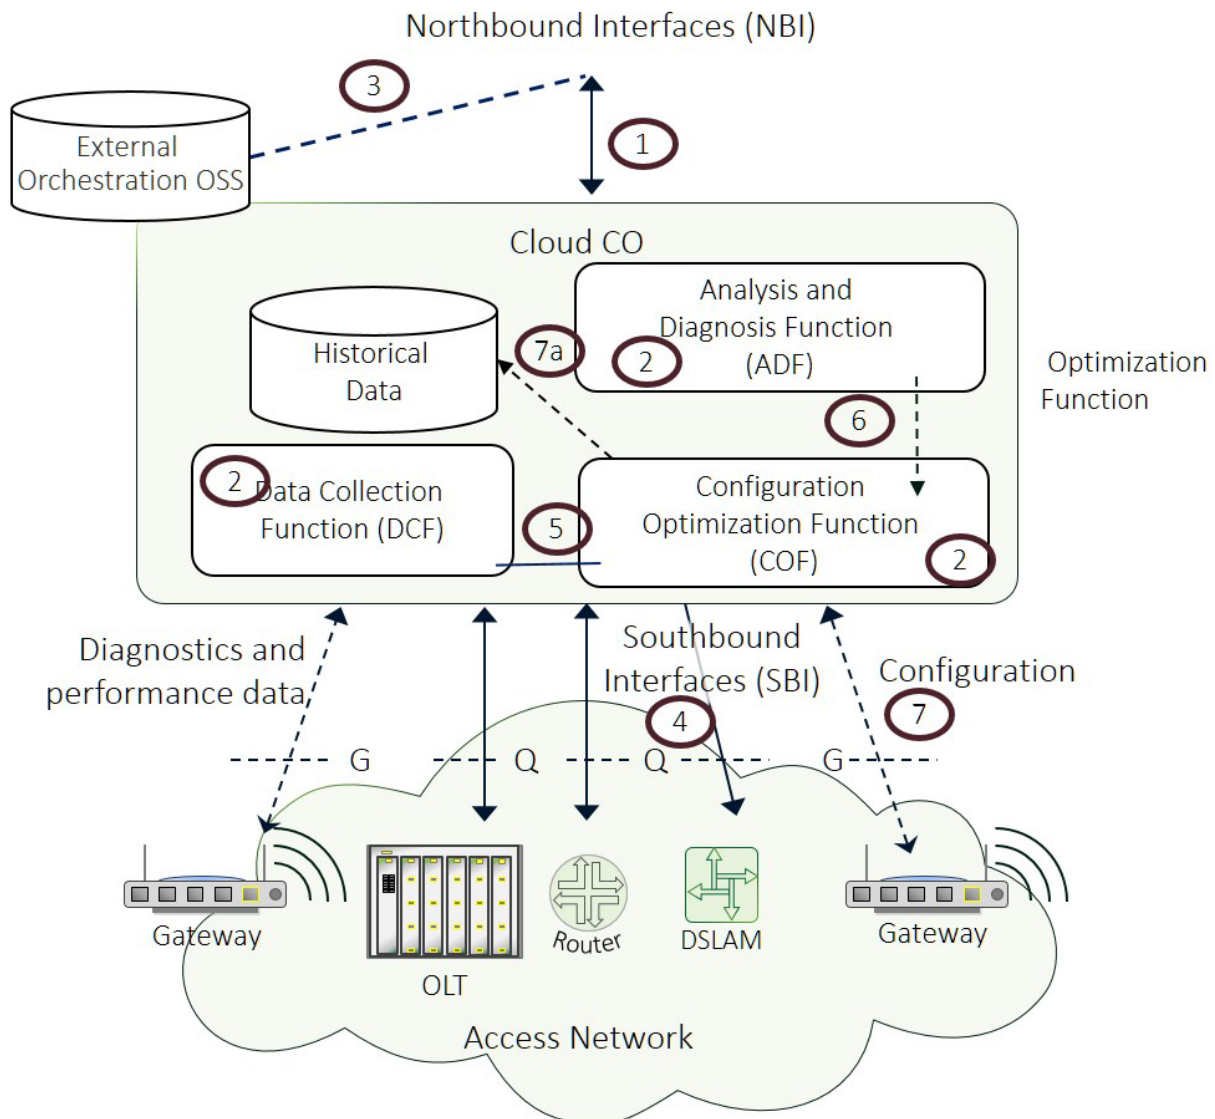 Northbound Interfaces (NBI)
3
1
External
Orchestration OSS
Cloud CO
Analysis and
Diagnosis Function
(ADF)
2
7a
Historical
Data
Optimization
Function
6
2
Data Collection
Function (DCF)
5
Configuration
Optimization Function
(COF)
2
Diagnostics and
performance data
Southbound
Interfaces (SBI)
4
Configuration
7
G
Q
Q
G
Gateway
OLT
Router
DSLAM
Gateway
Access Network